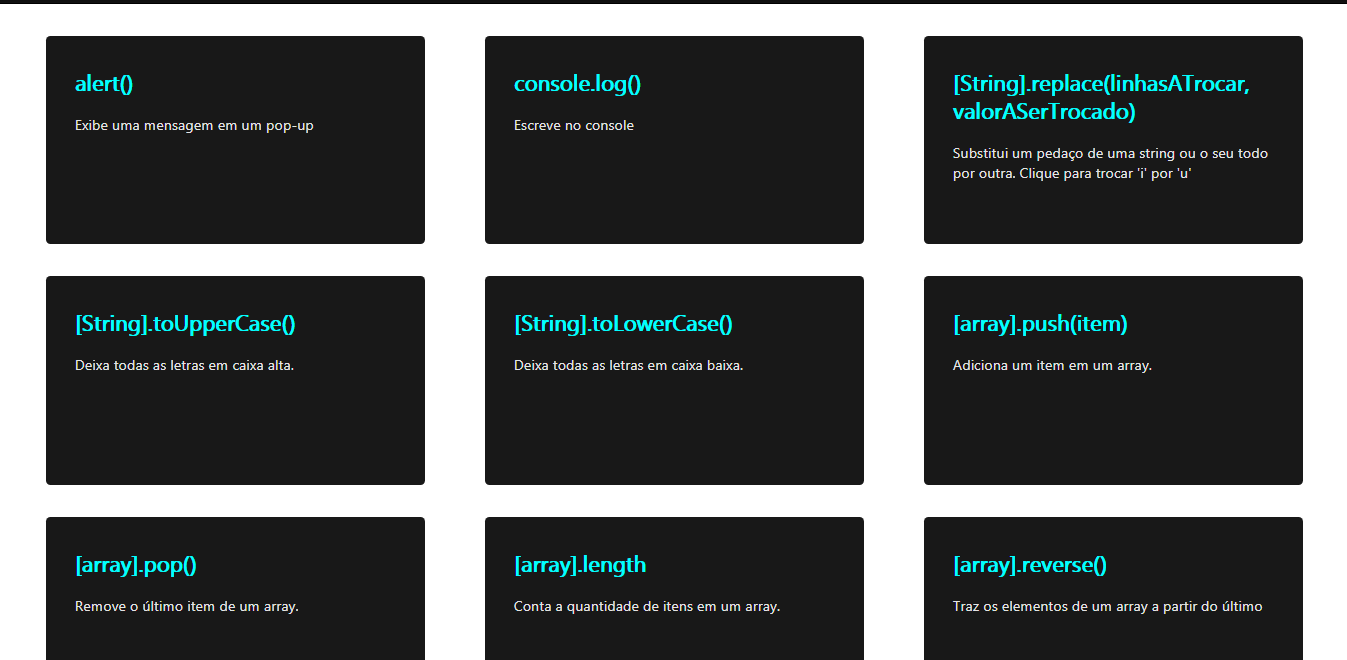 alert()
Exibe uma mensagem em um pop-up
console.log()
Escreve no console
[String].replace(linhasATrocar,
valorASerTrocado)
Substitui um pedaço de uma string ou o seu todo
por outra. Clique para trocar 'i' por 'u'
[String].toUpperCase()
Deixa todas as letras em caixa alta.
[String].toLowerCase()
Deixa todas as letras em caixa baixa.
[array].push(item)
Adiciona um item em um array.
[array].pop()
Remove o último item de um array.
[array].length
Conta a quantidade de itens em um array.
[array].reverse()
Traz os elementos de um array a partir do último